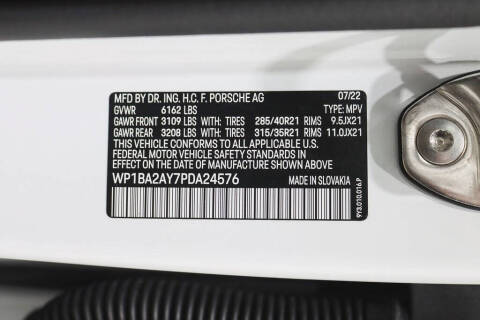 MFD BY DR. ING. H.C. F. PORSCHE AG 07/22
GVWR 6162 LBS TYPE: MPV
GAWR FRONT 3109 LBS WITH: TIRES 285/40R21 RIMS 9.5JX21
GAWR REAR 3208 LBS WITH: TIRES 315/35R21 RIMS 11.0JX21
THIS VEHICLE CONFORMS TO ALL APPLICABLE U.S.
FEDERAL MOTOR VEHICLE SAFETY STANDARDS IN
EFFECT ON THE DATE OF MANUFACTURE SHOWN ABOVE.
WP1BA2AY7PDA24576 MADE IN SLOVAKIA
9Y3.010.016.P